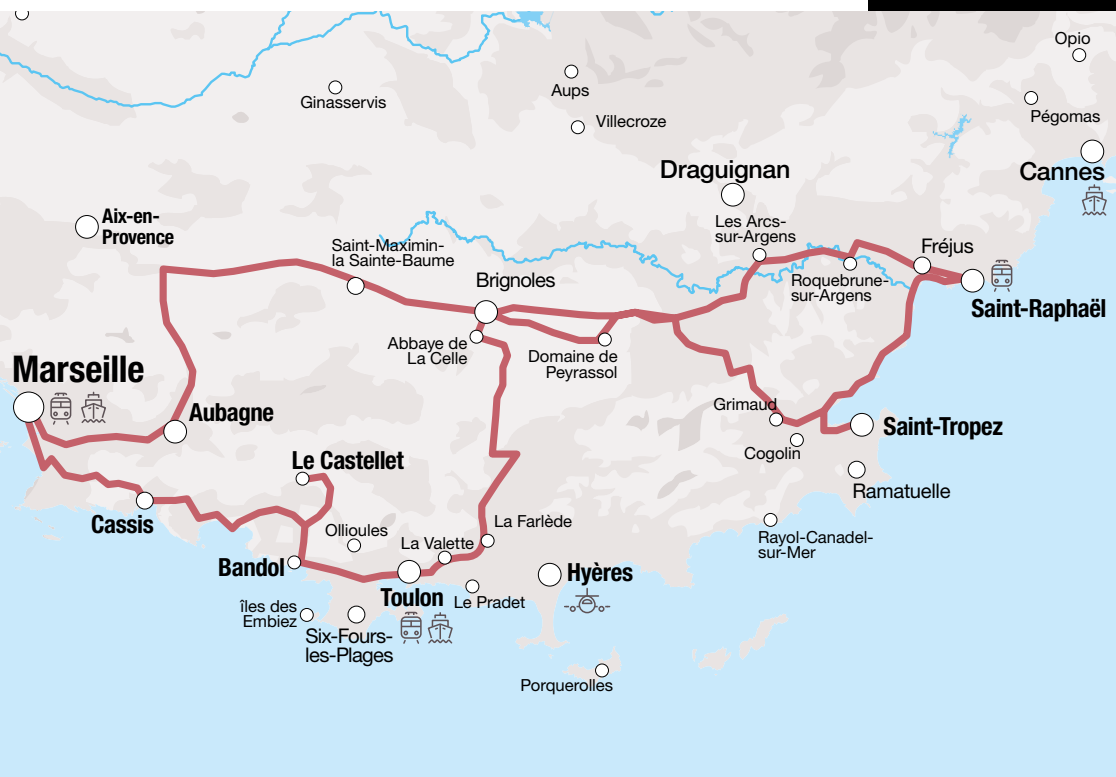 Opio
Ginasservis
Aups
Pégomas
Villecroze
Draguignan
Cannes
Aix-en-
Provence
Les Arcs-
sur-Argens
Saint-Maximin-
la Sainte-Baume
Fréjus
Brignoles
Roquebrune-
sur-Argens
Saint-Raphaël
Abbaye de
La Celle
Domaine de
Peyrassol
Marseille
Aubagne
Grimaud
Saint-Tropez
Cogolin
Le Castellet
Ramatuelle
Cassis
La Farlède
Ollioules
La Valette
Rayol-Canadel-
sur-Mer
Bandol
Hyères
Toulon
Le Pradet
îles des
Embiez
Six-Fours-
les-Plages
Porquerolles